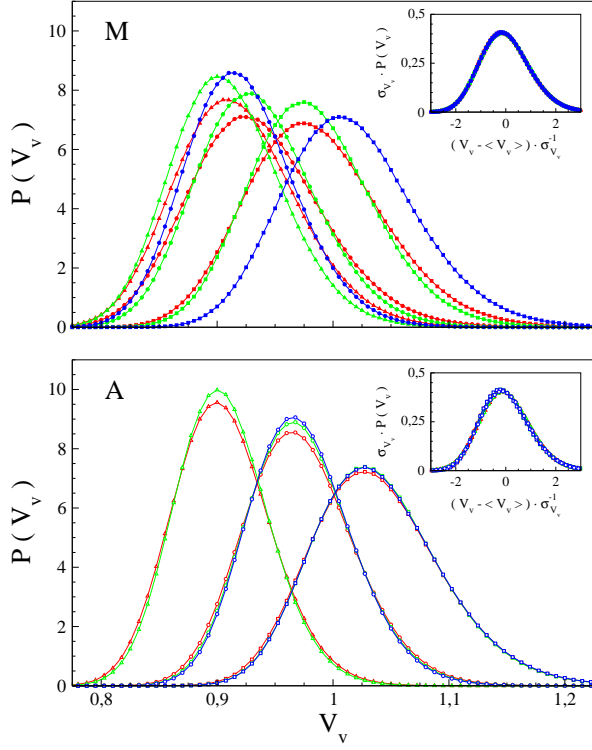 M
P ( V_v )
10
8
6
4
2
0
σ_{V_v} · P ( V_v )
0,5
0,25
0
-2 0 2
( V_v - < V_v > ) · σ_{V_v}^{-1}
A
P ( V_v )
10
8
6
4
2
0
σ_{V_v} · P ( V_v )
0,5
0,25
0
-2 0 2
( V_v - < V_v > ) · σ_{V_v}^{-1}
0,8 0,9 1 1,1 1,2
V_v